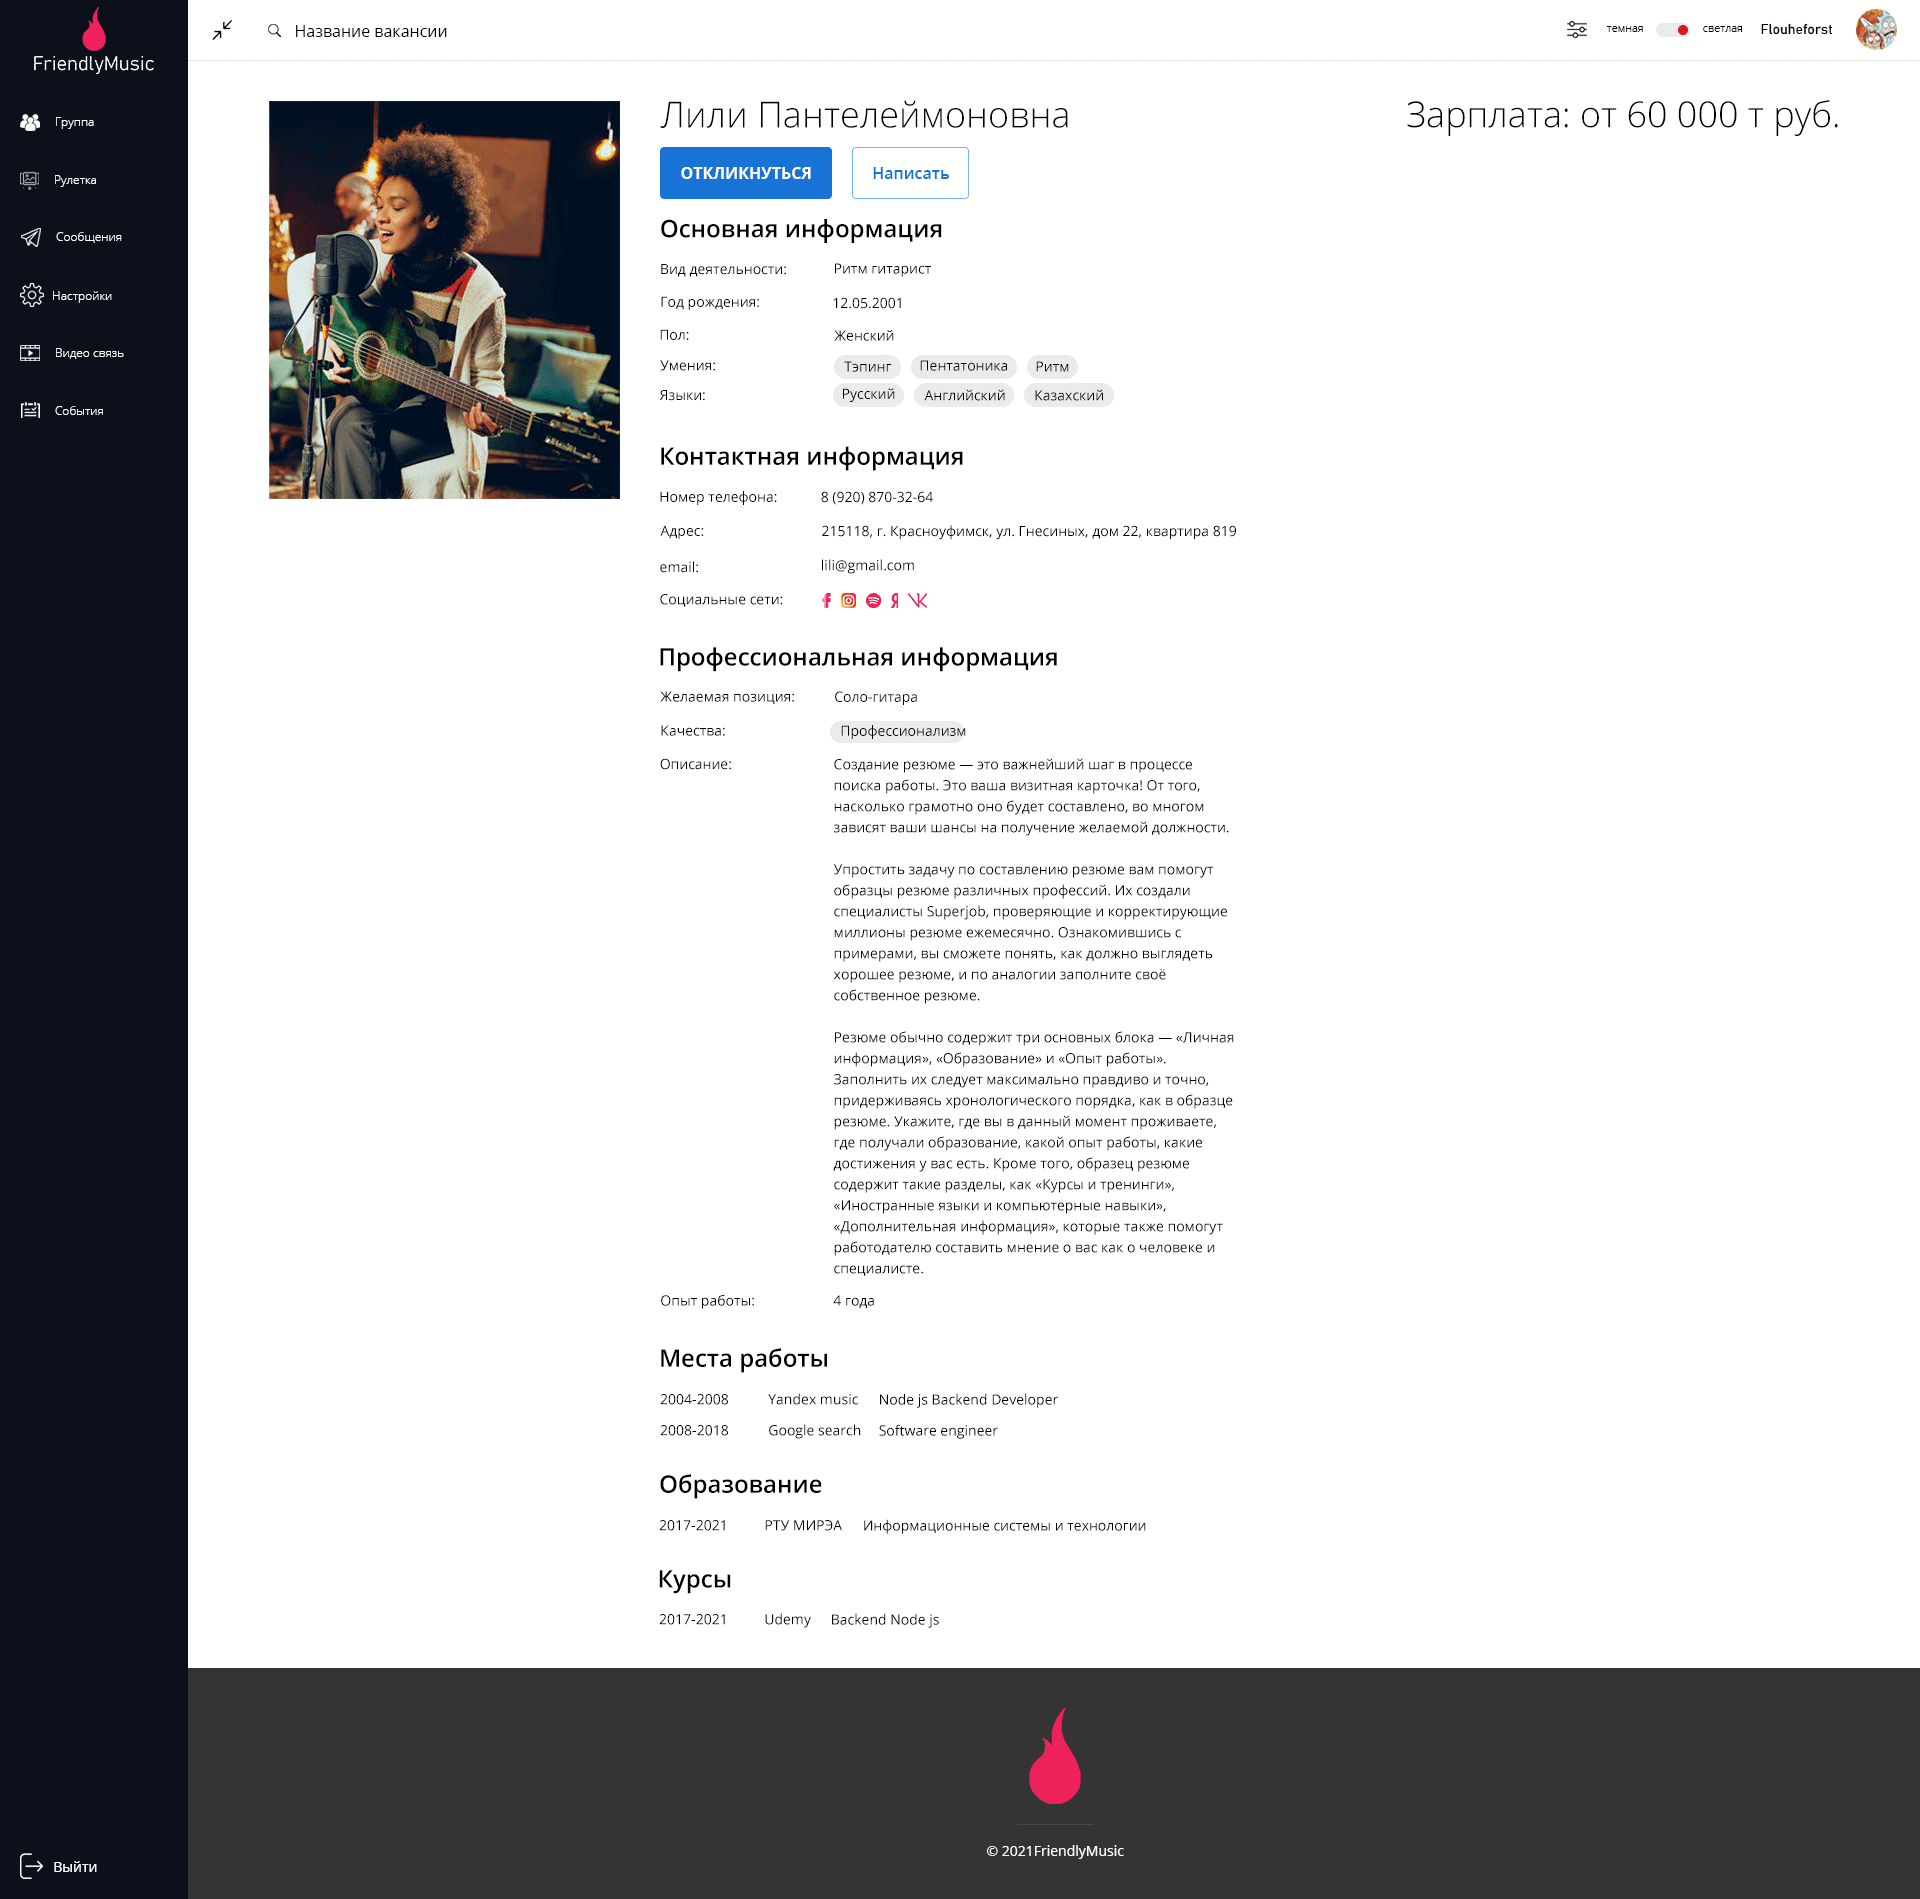 FriendlyMusic
Группа
Рулетка
Сообщения
Настройки
Видео связь
События
Выйти
Название вакансии
темная
светлая
Flouheforst
Лили Пантелеймоновна
Зарплата: от 60 000 т руб.
ОТКЛИКНУТЬСЯ
Написать
Основная информация
Вид деятельности: Ритм гитарист
Год рождения: 12.05.2001
Пол: Женский
Умения: Тэпинг Пентатоника Ритм
Языки: Русский Английский Казахский
Контактная информация
Номер телефона: 8 (920) 870-32-64
Адрес: 215118, г. Красноуфимск, ул. Гнесиных, дом 22, квартира 819
email: lili@gmail.com
Социальные сети:
Профессиональная информация
Желаемая позиция: Соло-гитара
Качества: Профессионализм
Описание: Создание резюме — это важнейший шаг в процессе
поиска работы. Это ваша визитная карточка! От того,
насколько грамотно оно будет составлено, во многом
зависят ваши шансы на получение желаемой должности.
Упростить задачу по составлению резюме вам помогут
образцы резюме различных профессий. Их создали
специалисты Superjob, проверяющие и корректирующие
миллионы резюме ежемесячно. Ознакомившись с
примерами, вы сможете понять, как должно выглядеть
хорошее резюме, и по аналогии заполните своё
собственное резюме.
Резюме обычно содержит три основных блока — «Личная
информация», «Образование» и «Опыт работы».
Заполнить их следует максимально правдиво и точно,
придерживаясь хронологического порядка, как в образце
резюме. Укажите, где вы в данный момент проживаете,
где получали образование, какой опыт работы, какие
достижения у вас есть. Кроме того, образец резюме
содержит такие разделы, как «Курсы и тренинги»,
«Иностранные языки и компьютерные навыки»,
«Дополнительная информация», которые также помогут
работодателю составить мнение о вас как о человеке и
специалисте.
Опыт работы: 4 года
Места работы
2004-2008 Yandex music Node js Backend Developer
2008-2018 Google search Software engineer
Образование
2017-2021 РТУ МИРЭА Информационные системы и технологии
Курсы
2017-2021 Udemy Backend Node js
© 2021FriendlyMusic